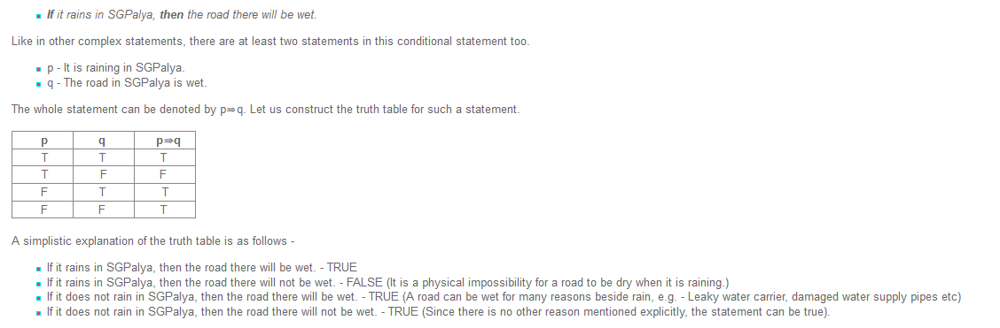 If it rains in SGPalya, then the road there will be wet.
Like in other complex statements, there are at least two statements in this conditional statement too.
p - It is raining in SGPalya.
q - The road in SGPalya is wet.
The whole statement can be denoted by p⇒q. Let us construct the truth table for such a statement.
p q p⇒q
T T T
T F F
F T T
F F T
A simplistic explanation of the truth table is as follows -
If it rains in SGPalya, then the road there will be wet. - TRUE
If it rains in SGPalya, then the road there will not be wet. - FALSE (It is a physical impossibility for a road to be dry when it is raining.)
If it does not rain in SGPalya, then the road there will be wet. - TRUE (A road can be wet for many reasons beside rain, e.g. - Leaky water carrier, damaged water supply pipes etc)
If it does not rain in SGPalya, then the road there will not be wet. - TRUE (Since there is no other reason mentioned explicitly, the statement can be true).